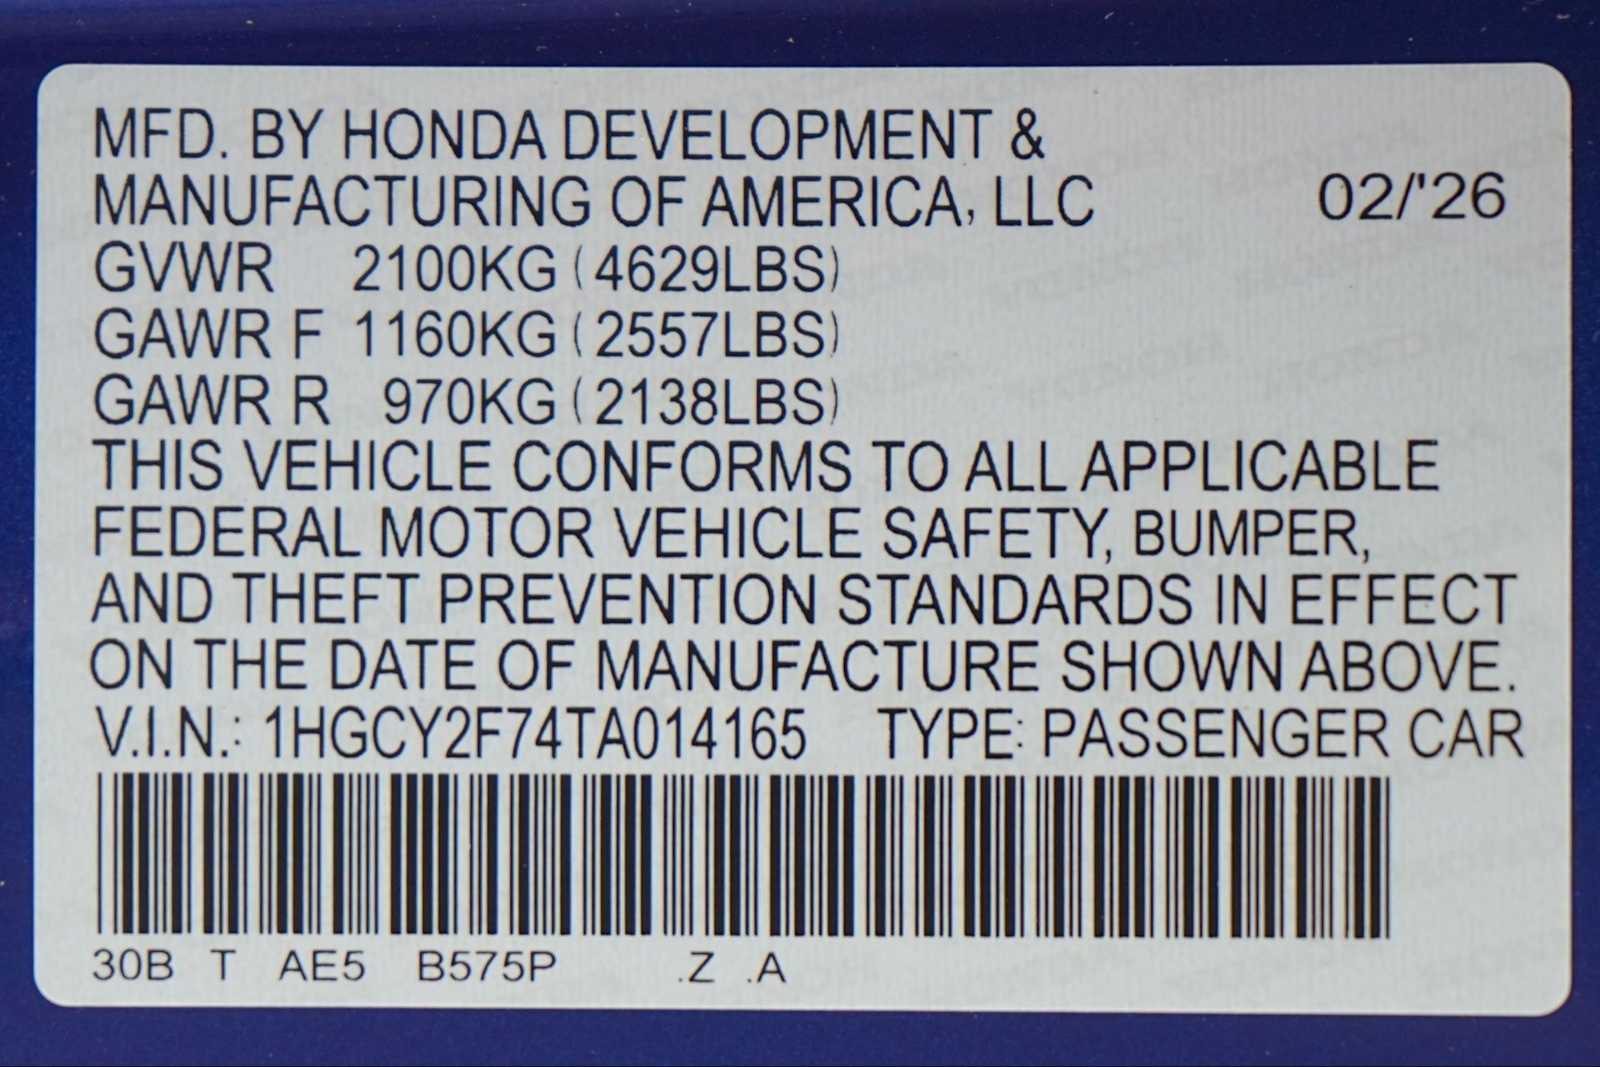 MFD. BY HONDA DEVELOPMENT &
MANUFACTURING OF AMERICA, LLC 02/'26
GVWR 2100KG (4629LBS)
GAWR F 1160KG (2557LBS)
GAWR R 970KG (2138LBS)
THIS VEHICLE CONFORMS TO ALL APPLICABLE
FEDERAL MOTOR VEHICLE SAFETY, BUMPER,
AND THEFT PREVENTION STANDARDS IN EFFECT
ON THE DATE OF MANUFACTURE SHOWN ABOVE.
V.I.N.: 1HGCY2F74TA014165 TYPE: PASSENGER CAR
30B T AE5 B575P .Z .A